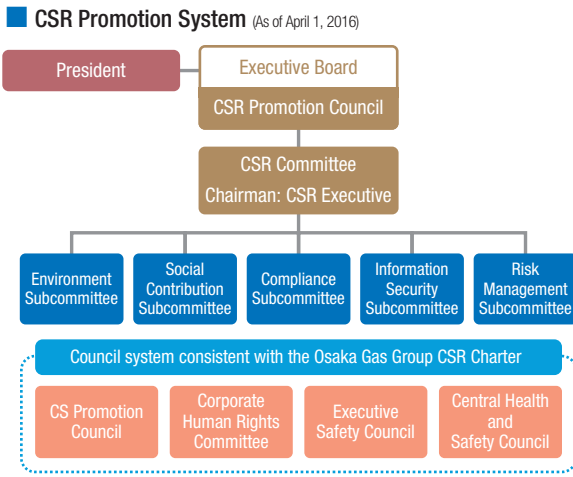 CSR Promotion System (As of April 1, 2016)
President
Executive Board
CSR Promotion Council
CSR Committee
Chairman: CSR Executive
Environment
Subcommittee
Social
Contribution
Subcommittee
Compliance
Subcommittee
Information
Security
Subcommittee
Risk
Management
Subcommittee
Council system consistent with the Osaka Gas Group CSR Charter
CS Promotion
Council
Corporate
Human Rights
Committee
Executive
Safety Council
Central Health
and
Safety Council